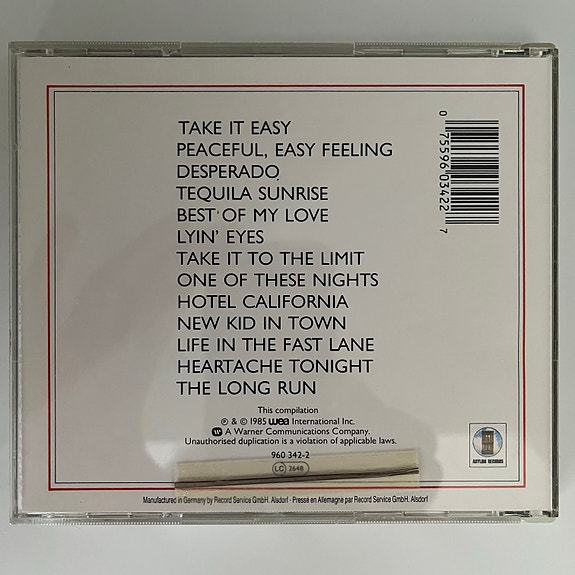 TAKE IT EASY
PEACEFUL, EASY FEELING
DESPERADO
TEQUILA SUNRISE
BEST OF MY LOVE
LYIN' EYES
TAKE IT TO THE LIMIT
ONE OF THESE NIGHTS
HOTEL CALIFORNIA
NEW KID IN TOWN
LIFE IN THE FAST LANE
HEARTACHE TONIGHT
THE LONG RUN
0 75596 03422 7
This compilation
℗ & © 1985 wea International Inc.
A Warner Communications Company.
Unauthorised duplication is a violation of applicable laws.
960 342-2
LC 2648
ASYLUM RECORDS
Manufactured in Germany by Record Service GmbH. Alsdorf · Pressé en Allemagne par Record Service GmbH. Alsdorf